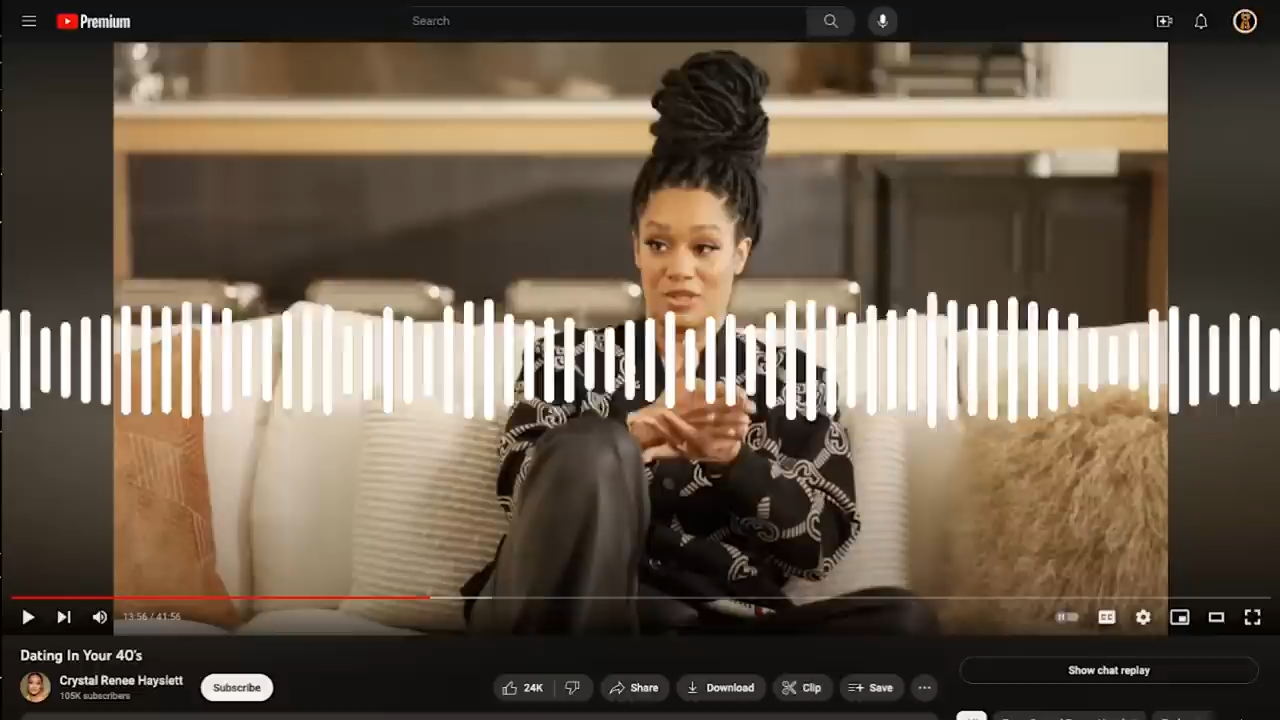 Premium
Search
13:56 / 41:56
Dating In Your 40's
Crystal Renee Hayslett
105K subscribers
Subscribe
24K
Share
Download
Clip
Save
Show chat replay